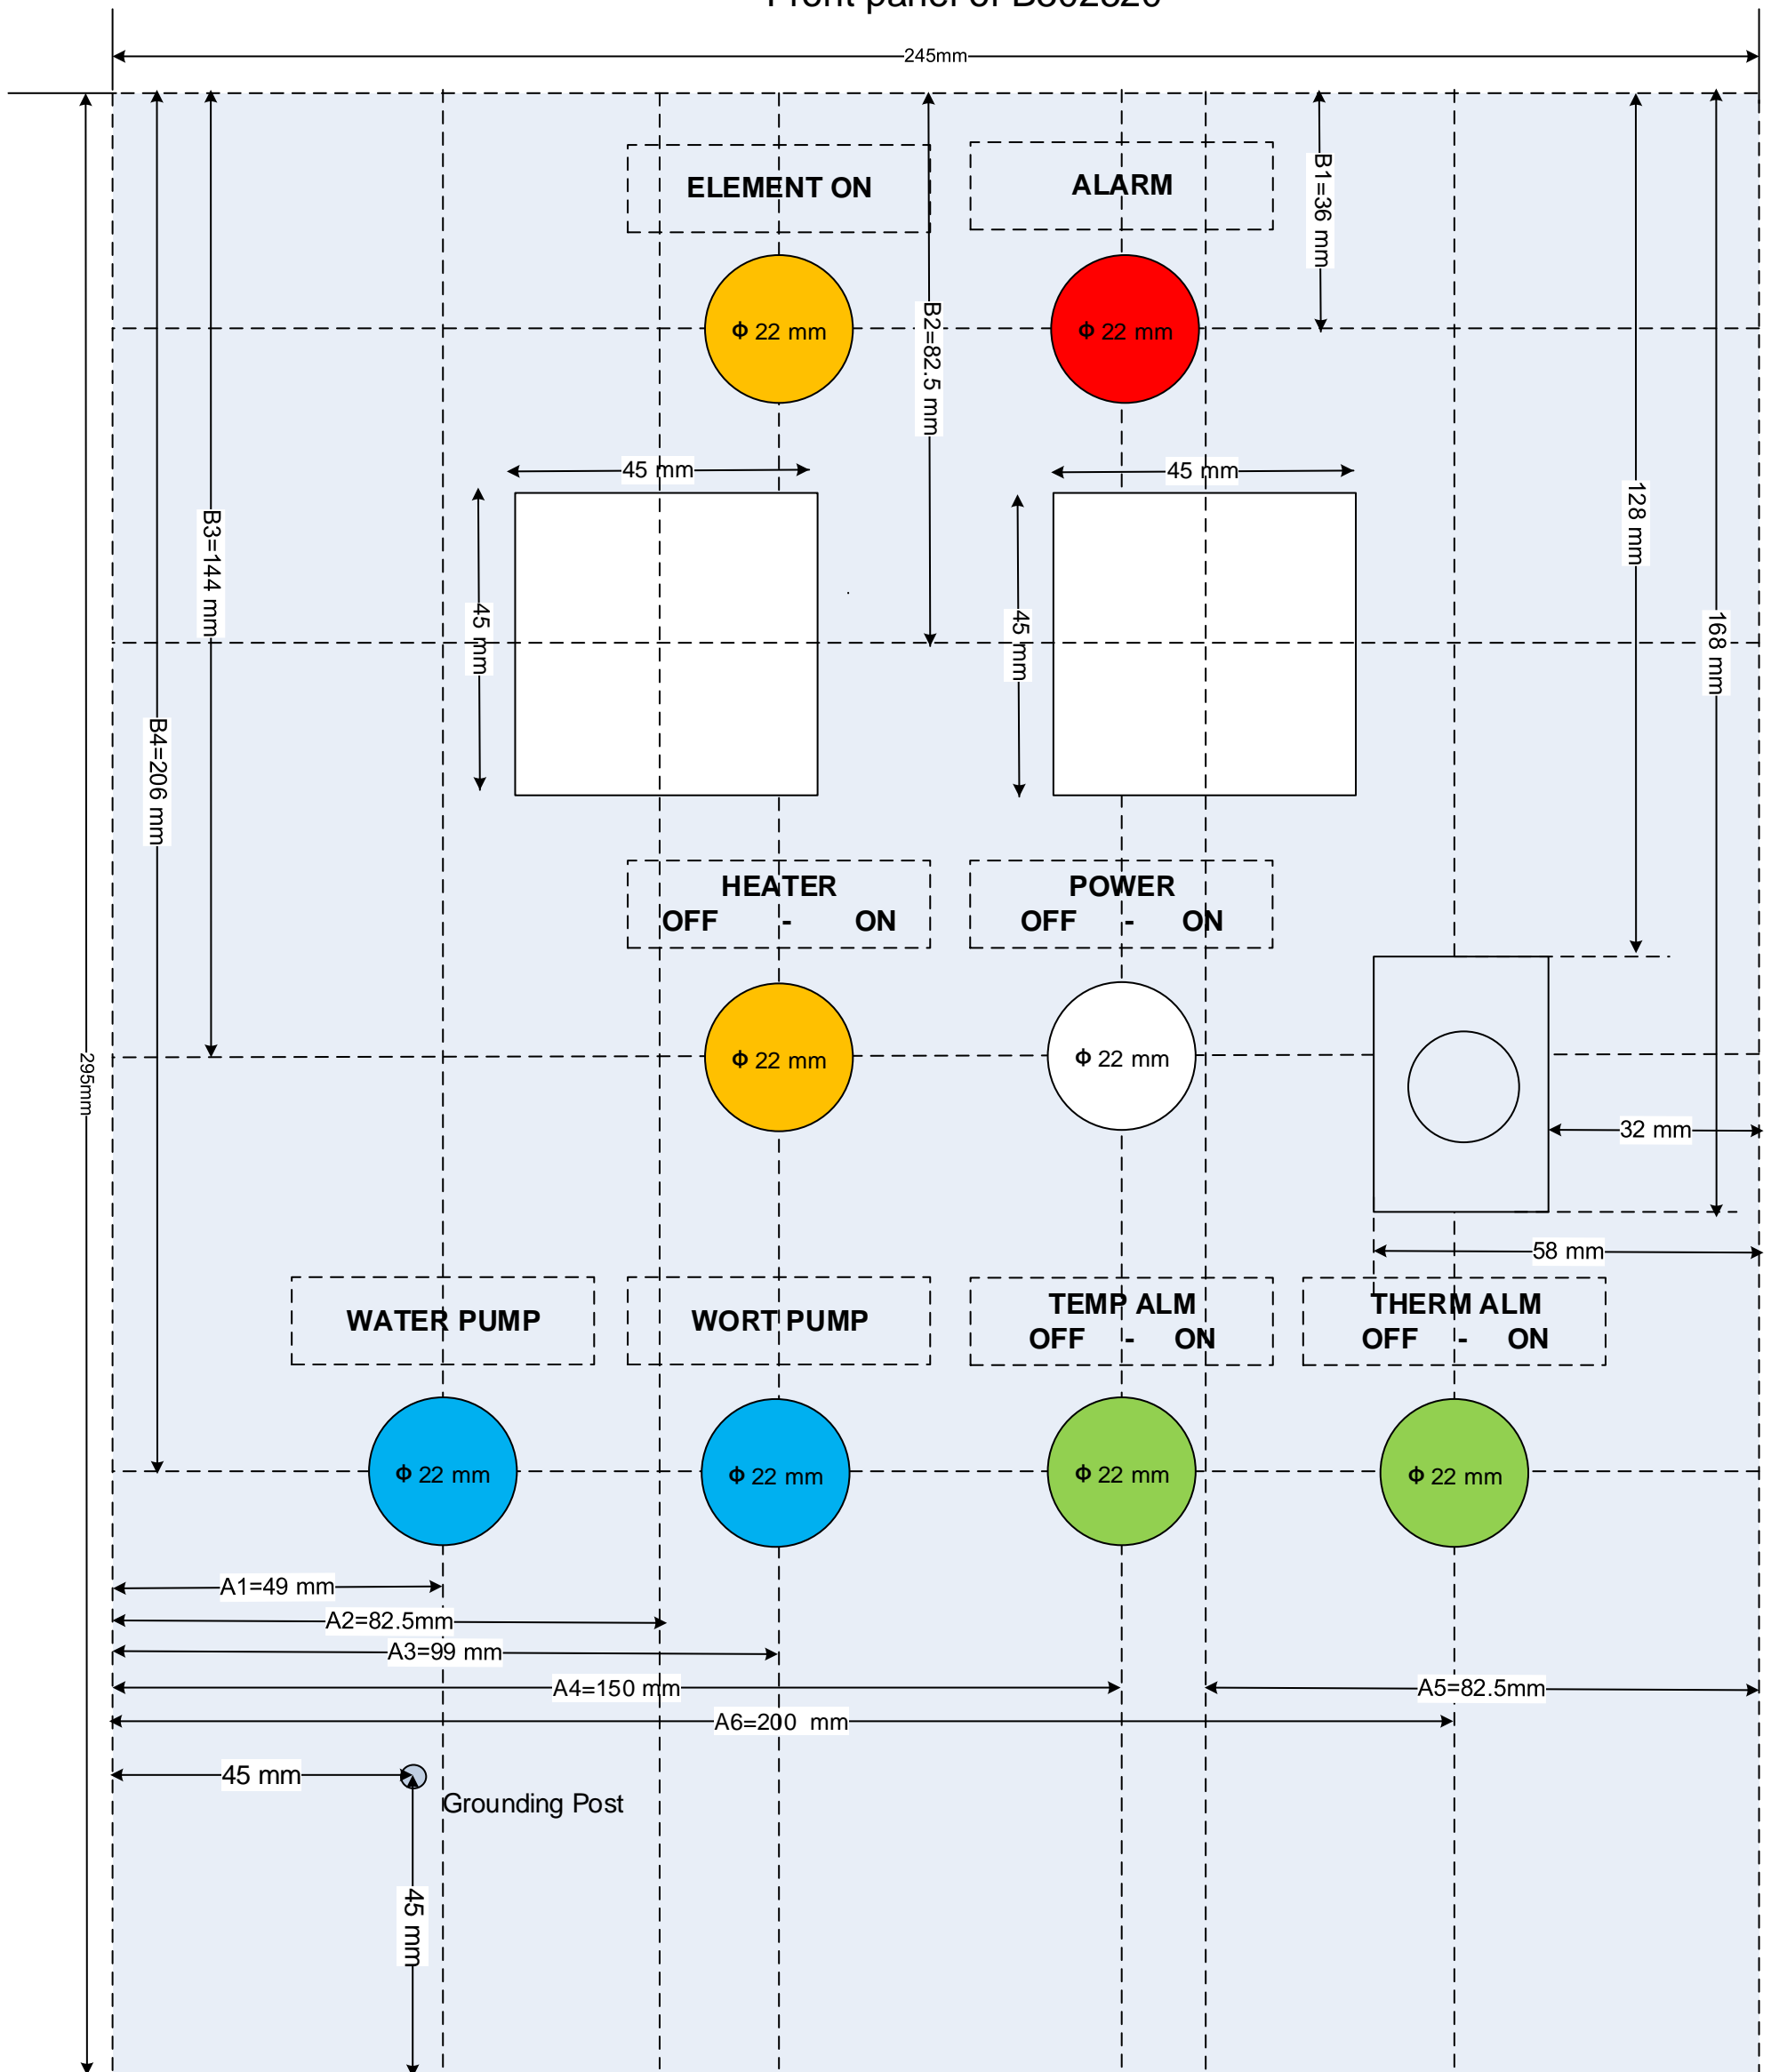 245mm
ELEMENT ON
ALARM
B1=36 mm
Φ 22 mm
Φ 22 mm
B2=82.5 mm
45 mm
45 mm
128 mm
B3=144 mm
45 mm
45 mm
168 mm
B4=206 mm
HEATER
OFF - ON
POWER
OFF - ON
Φ 22 mm
Φ 22 mm
295mm
32 mm
58 mm
WATER PUMP
WORT PUMP
TEMP ALM
OFF - ON
THERM ALM
OFF - ON
Φ 22 mm
Φ 22 mm
Φ 22 mm
Φ 22 mm
A1=49 mm
A2=82.5mm
A3=99 mm
A4=150 mm
A5=82.5mm
A6=200 mm
45 mm
Grounding Post
45 mm